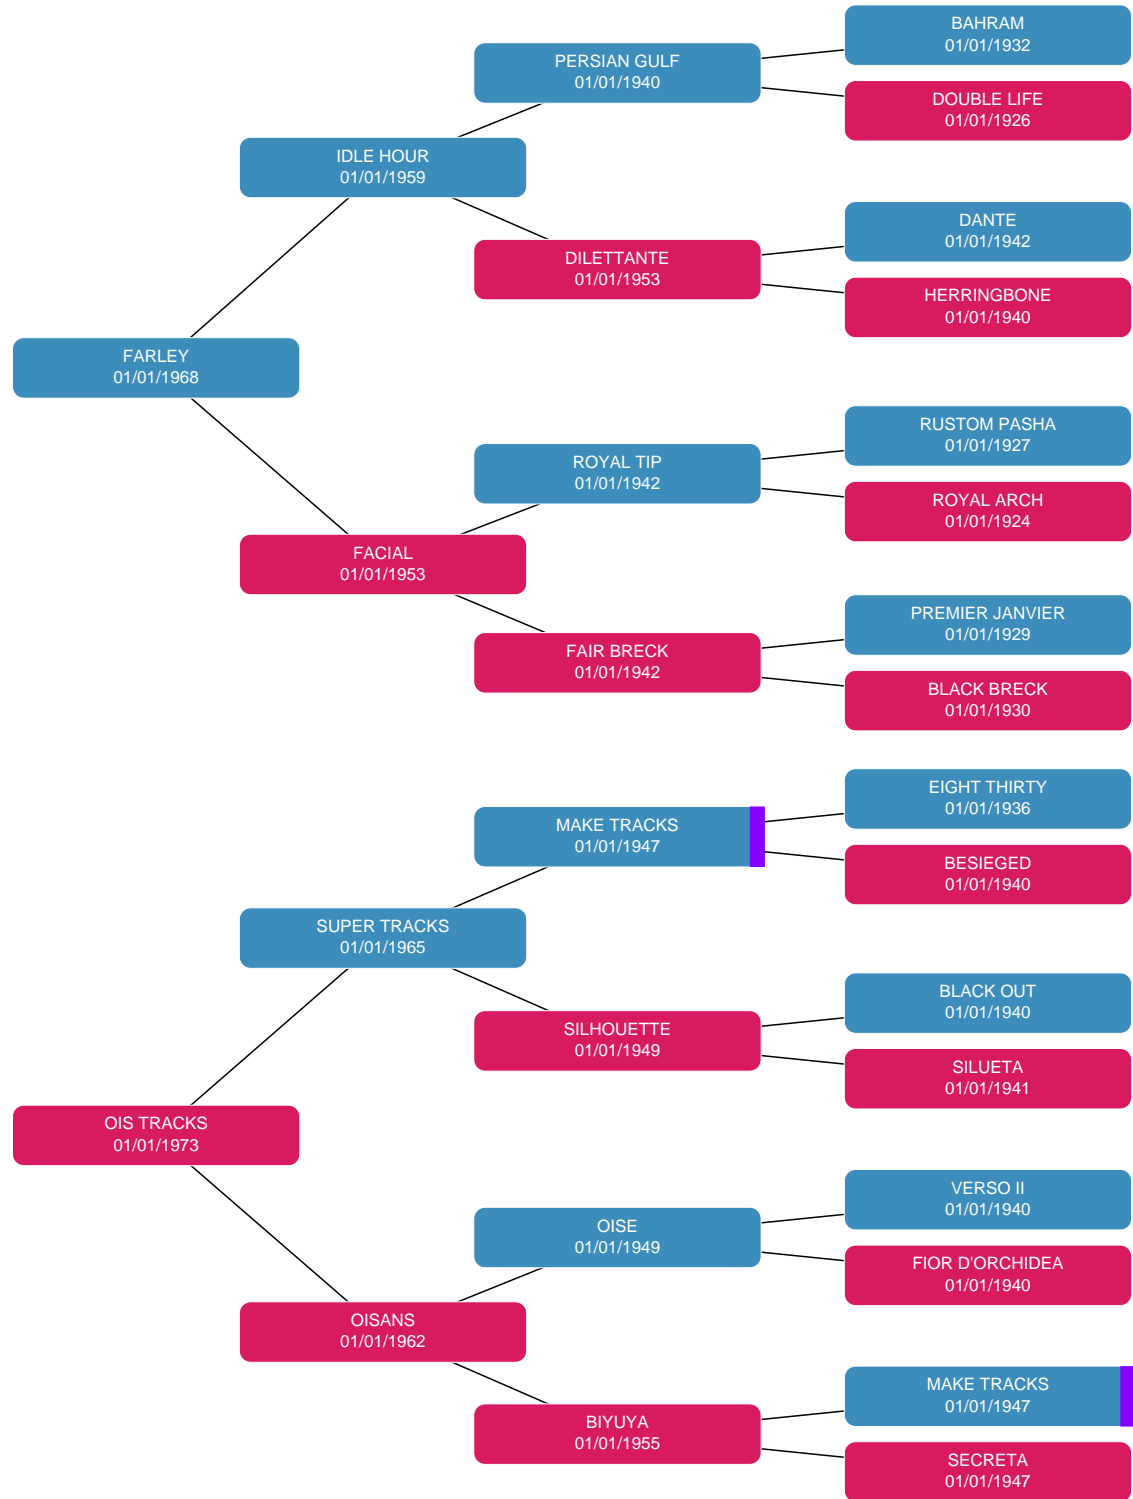 BAHRAM
01/01/1932
PERSIAN GULF
01/01/1940
DOUBLE LIFE
01/01/1926
IDLE HOUR
01/01/1959
DANTE
01/01/1942
DILETTANTE
01/01/1953
HERRINGBONE
01/01/1940
FARLEY
01/01/1968
RUSTOM PASHA
01/01/1927
ROYAL TIP
01/01/1942
ROYAL ARCH
01/01/1924
FACIAL
01/01/1953
PREMIER JANVIER
01/01/1929
FAIR BRECK
01/01/1942
BLACK BRECK
01/01/1930
EIGHT THIRTY
01/01/1936
MAKE TRACKS
01/01/1947
BESIEGED
01/01/1940
SUPER TRACKS
01/01/1965
BLACK OUT
01/01/1940
SILHOUETTE
01/01/1949
SILUETA
01/01/1941
OIS TRACKS
01/01/1973
VERSO II
01/01/1940
OISE
01/01/1949
FIOR D'ORCHIDEA
01/01/1940
OISANS
01/01/1962
MAKE TRACKS
01/01/1947
BIYUYA
01/01/1955
SECRETA
01/01/1947